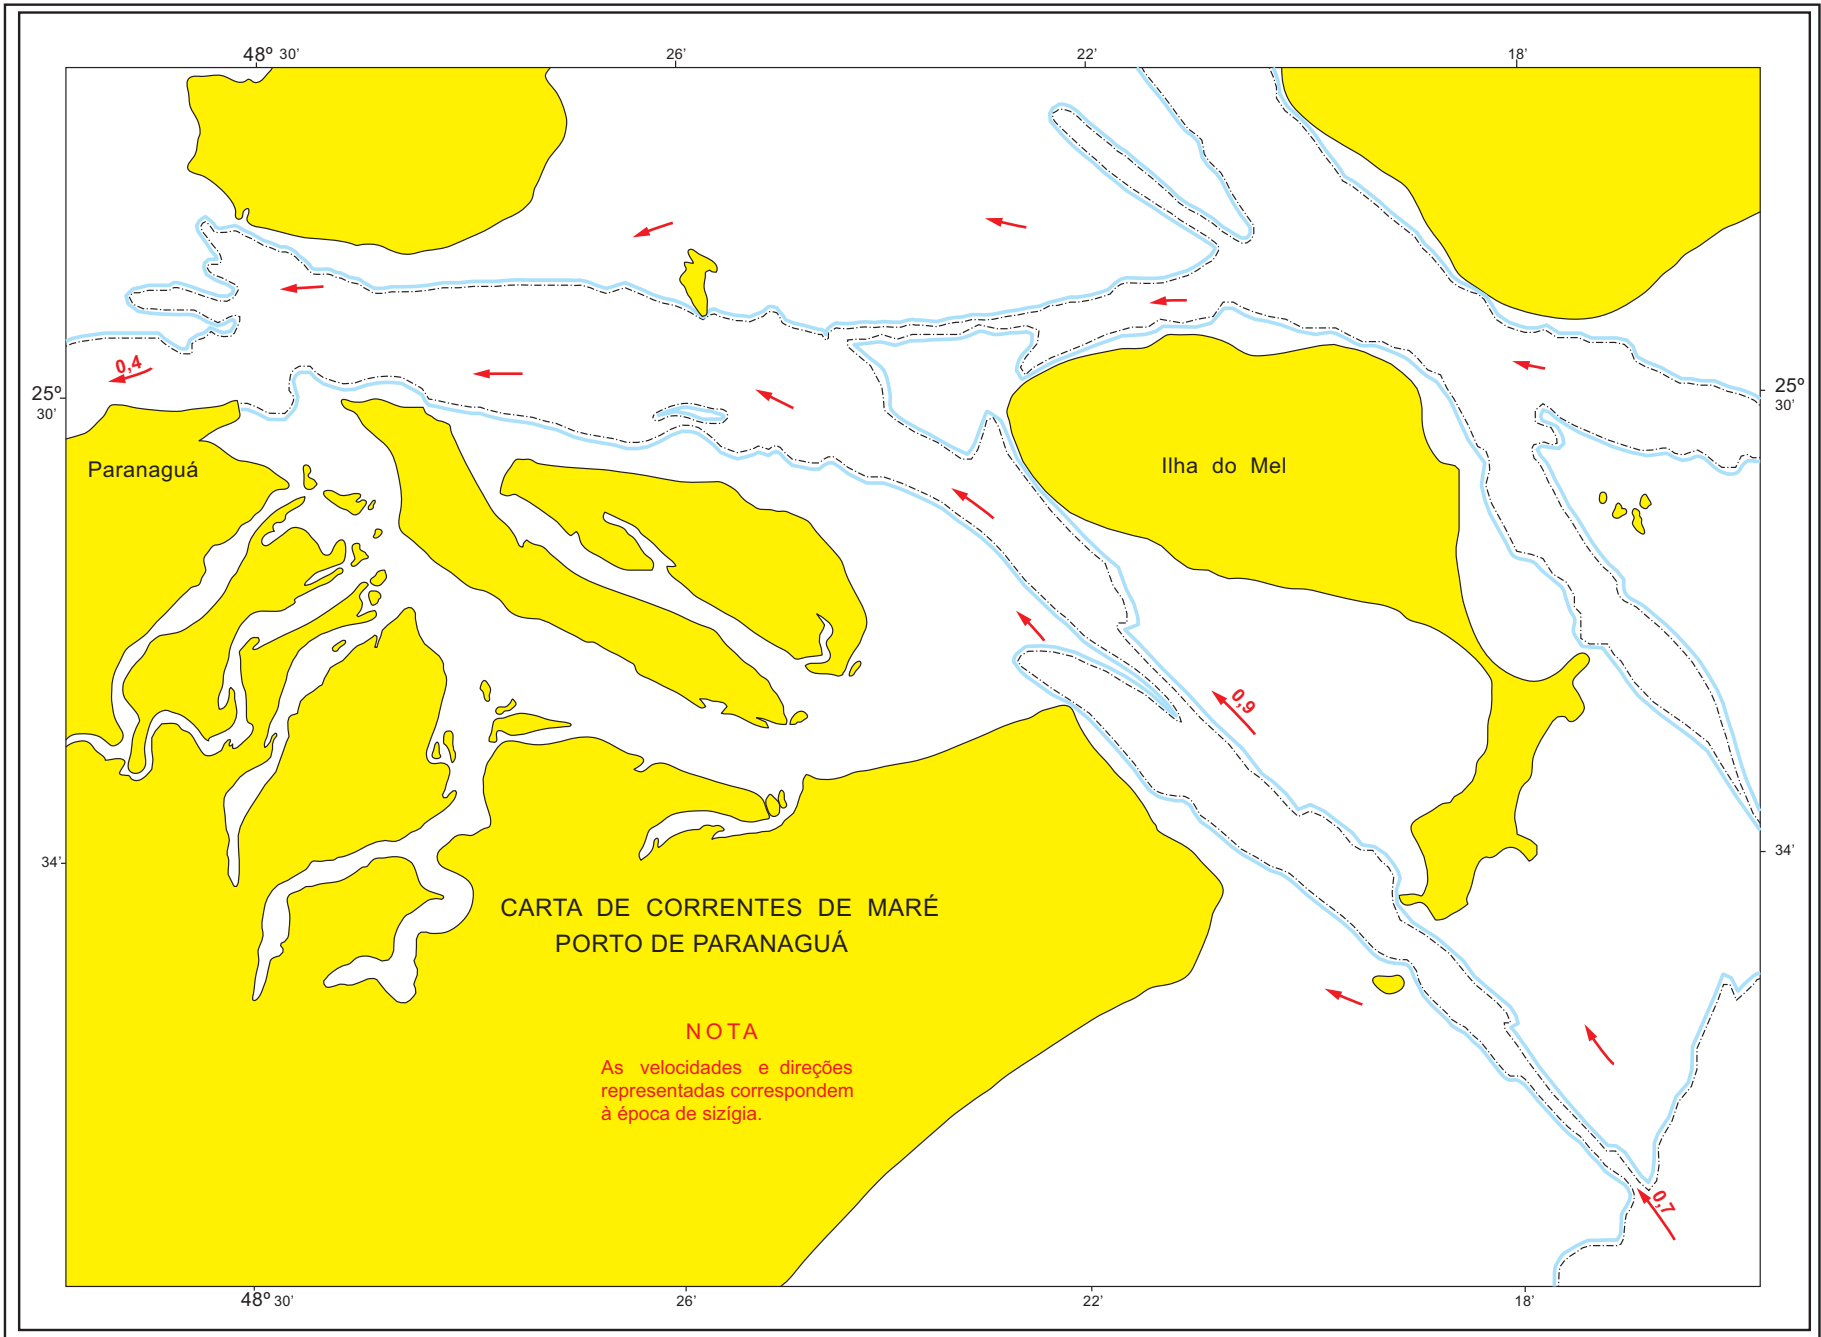 48º 30’
26’
22’
18’
0,4
25º
30’
25º
30’
Paranaguá
Ilha do Mel
0,9
34’
34’
CARTA DE CORRENTES DE MARÉ
PORTO DE PARANAGUÁ
NOTA
As velocidades e direções
representadas correspondem
à época de sizígia.
0,7
48º 30’
26’
22’
18’